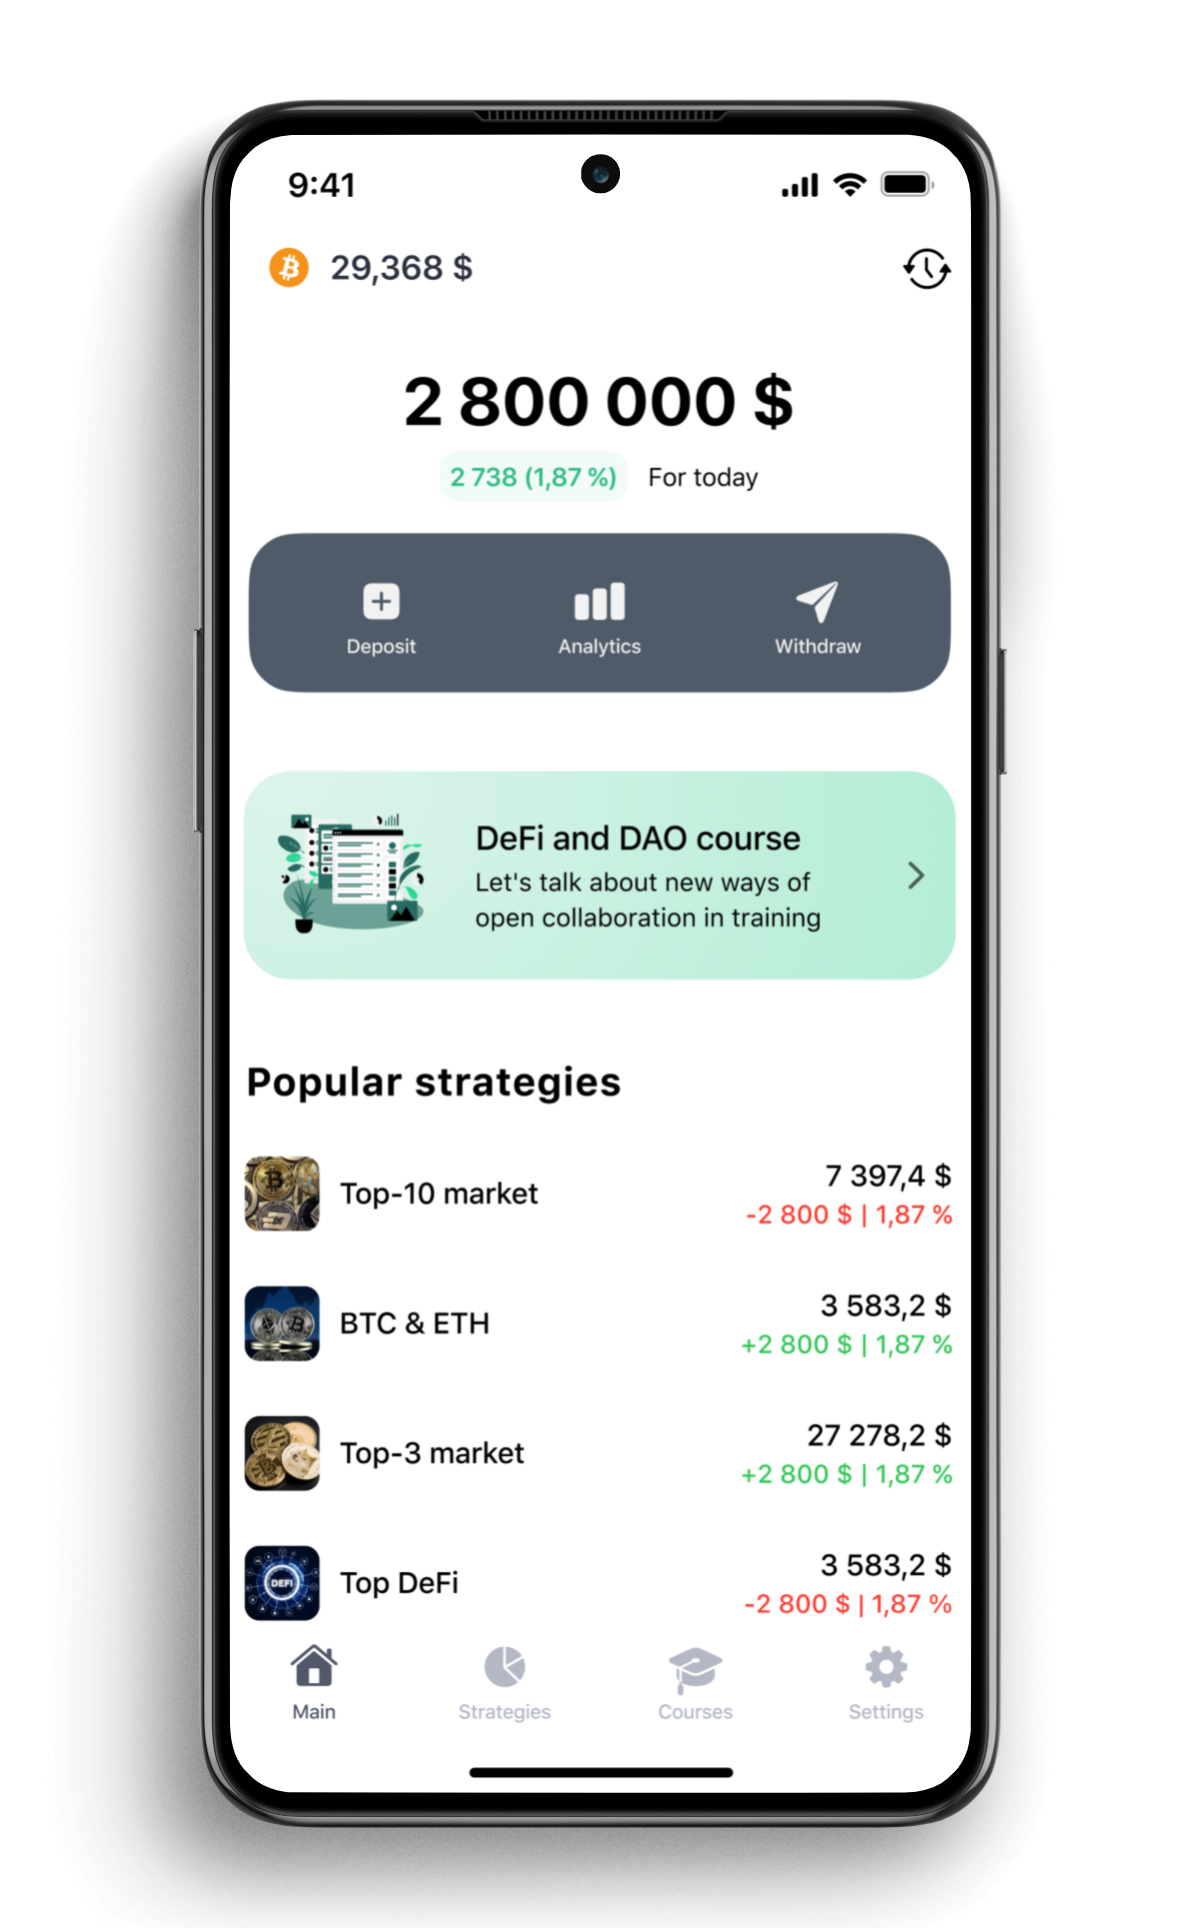 9:41
29,368 $
2 800 000 $
2 738 (1,87 %) For today
Deposit Analytics Withdraw
DeFi and DAO course
Let's talk about new ways of
open collaboration in training
Popular strategies
Top-10 market
7 397,4 $
-2 800 $ | 1,87 %
BTC & ETH
3 583,2 $
+2 800 $ | 1,87 %
Top-3 market
27 278,2 $
+2 800 $ | 1,87 %
DEFI
Top DeFi
3 583,2 $
-2 800 $ | 1,87 %
Main Strategies Courses Settings